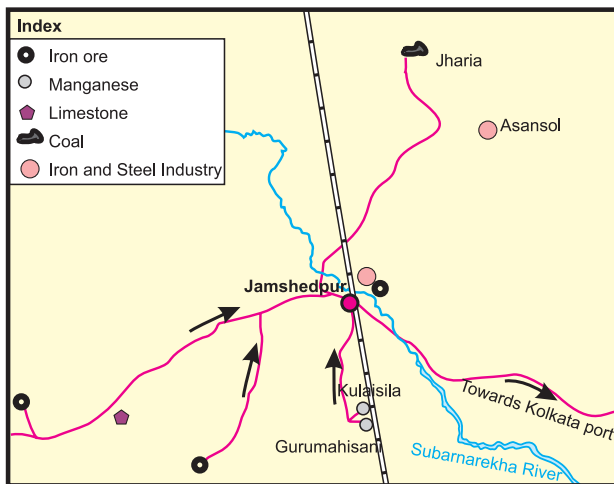 Index
Iron ore
Manganese
Limestone
Coal
Iron and Steel Industry
Jharia
Asansol
Jamshedpur
Kulaisila
Gurumahisani
Towards Kolkata port
Subarnarekha River